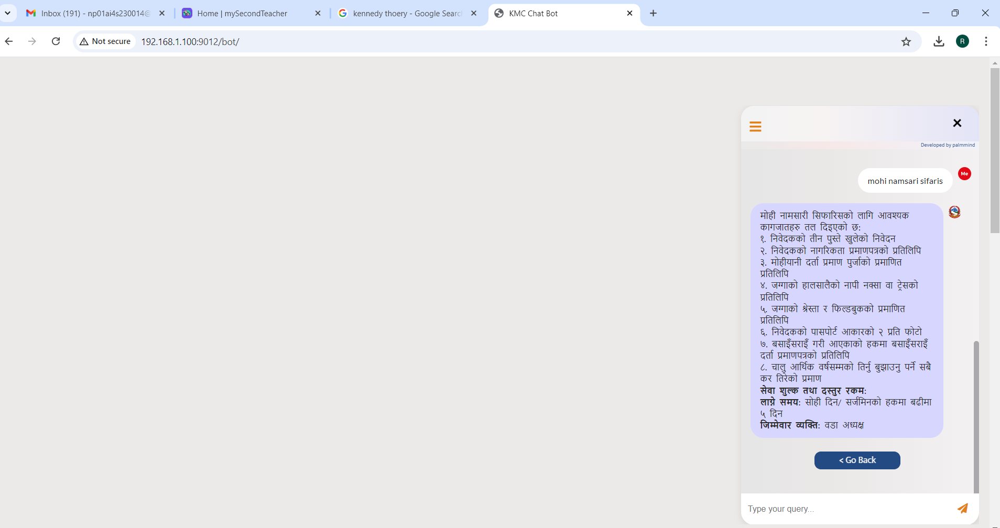 Inbox (191) - np01ai4s230014@
Home | mySecondTeacher
kennedy thoery - Google Searc
KMC Chat Bot
Not secure
192.168.1.100:9012/bot/
R
Developed by palmmind
Me
mohi namsari sifaris
मोही नामसारी सिफारिसको लागि आवश्यक
कागजातहरु तल दिइएको छ:
१. निवेदकको तीन पुस्ते खुलेको निवेदन
२. निवेदकको नागरिकता प्रमाणपत्रको प्रतिलिपि
३. मोहीयानी दर्ता प्रमाण पुर्जाको प्रमाणित
प्रतिलिपि
४. जग्गाको हालसालैको नापी नक्सा वा ट्रेसको
प्रतिलिपि
५. जग्गाको श्रेस्ता र फिल्डबुकको प्रमाणित
प्रतिलिपि
६. निवेदकको पासपोर्ट आकारको २ प्रति फोटो
७. बसाइँसराइँ गरी आएकाको हकमा बसाइँसराइँ
दर्ता प्रमाणपत्रको प्रतिलिपि
८. चालु आर्थिक वर्षसम्मको तिर्नु बुझाउनु पर्ने सबै
कर तिरेको प्रमाण
सेवा शुल्क तथा दस्तुर रकम:
लाग्ने समय: सोही दिन/ सर्जमिनको हकमा बढीमा
५ दिन
जिम्मेवार व्यक्ति: वडा अध्यक्ष
< Go Back
Type your query...